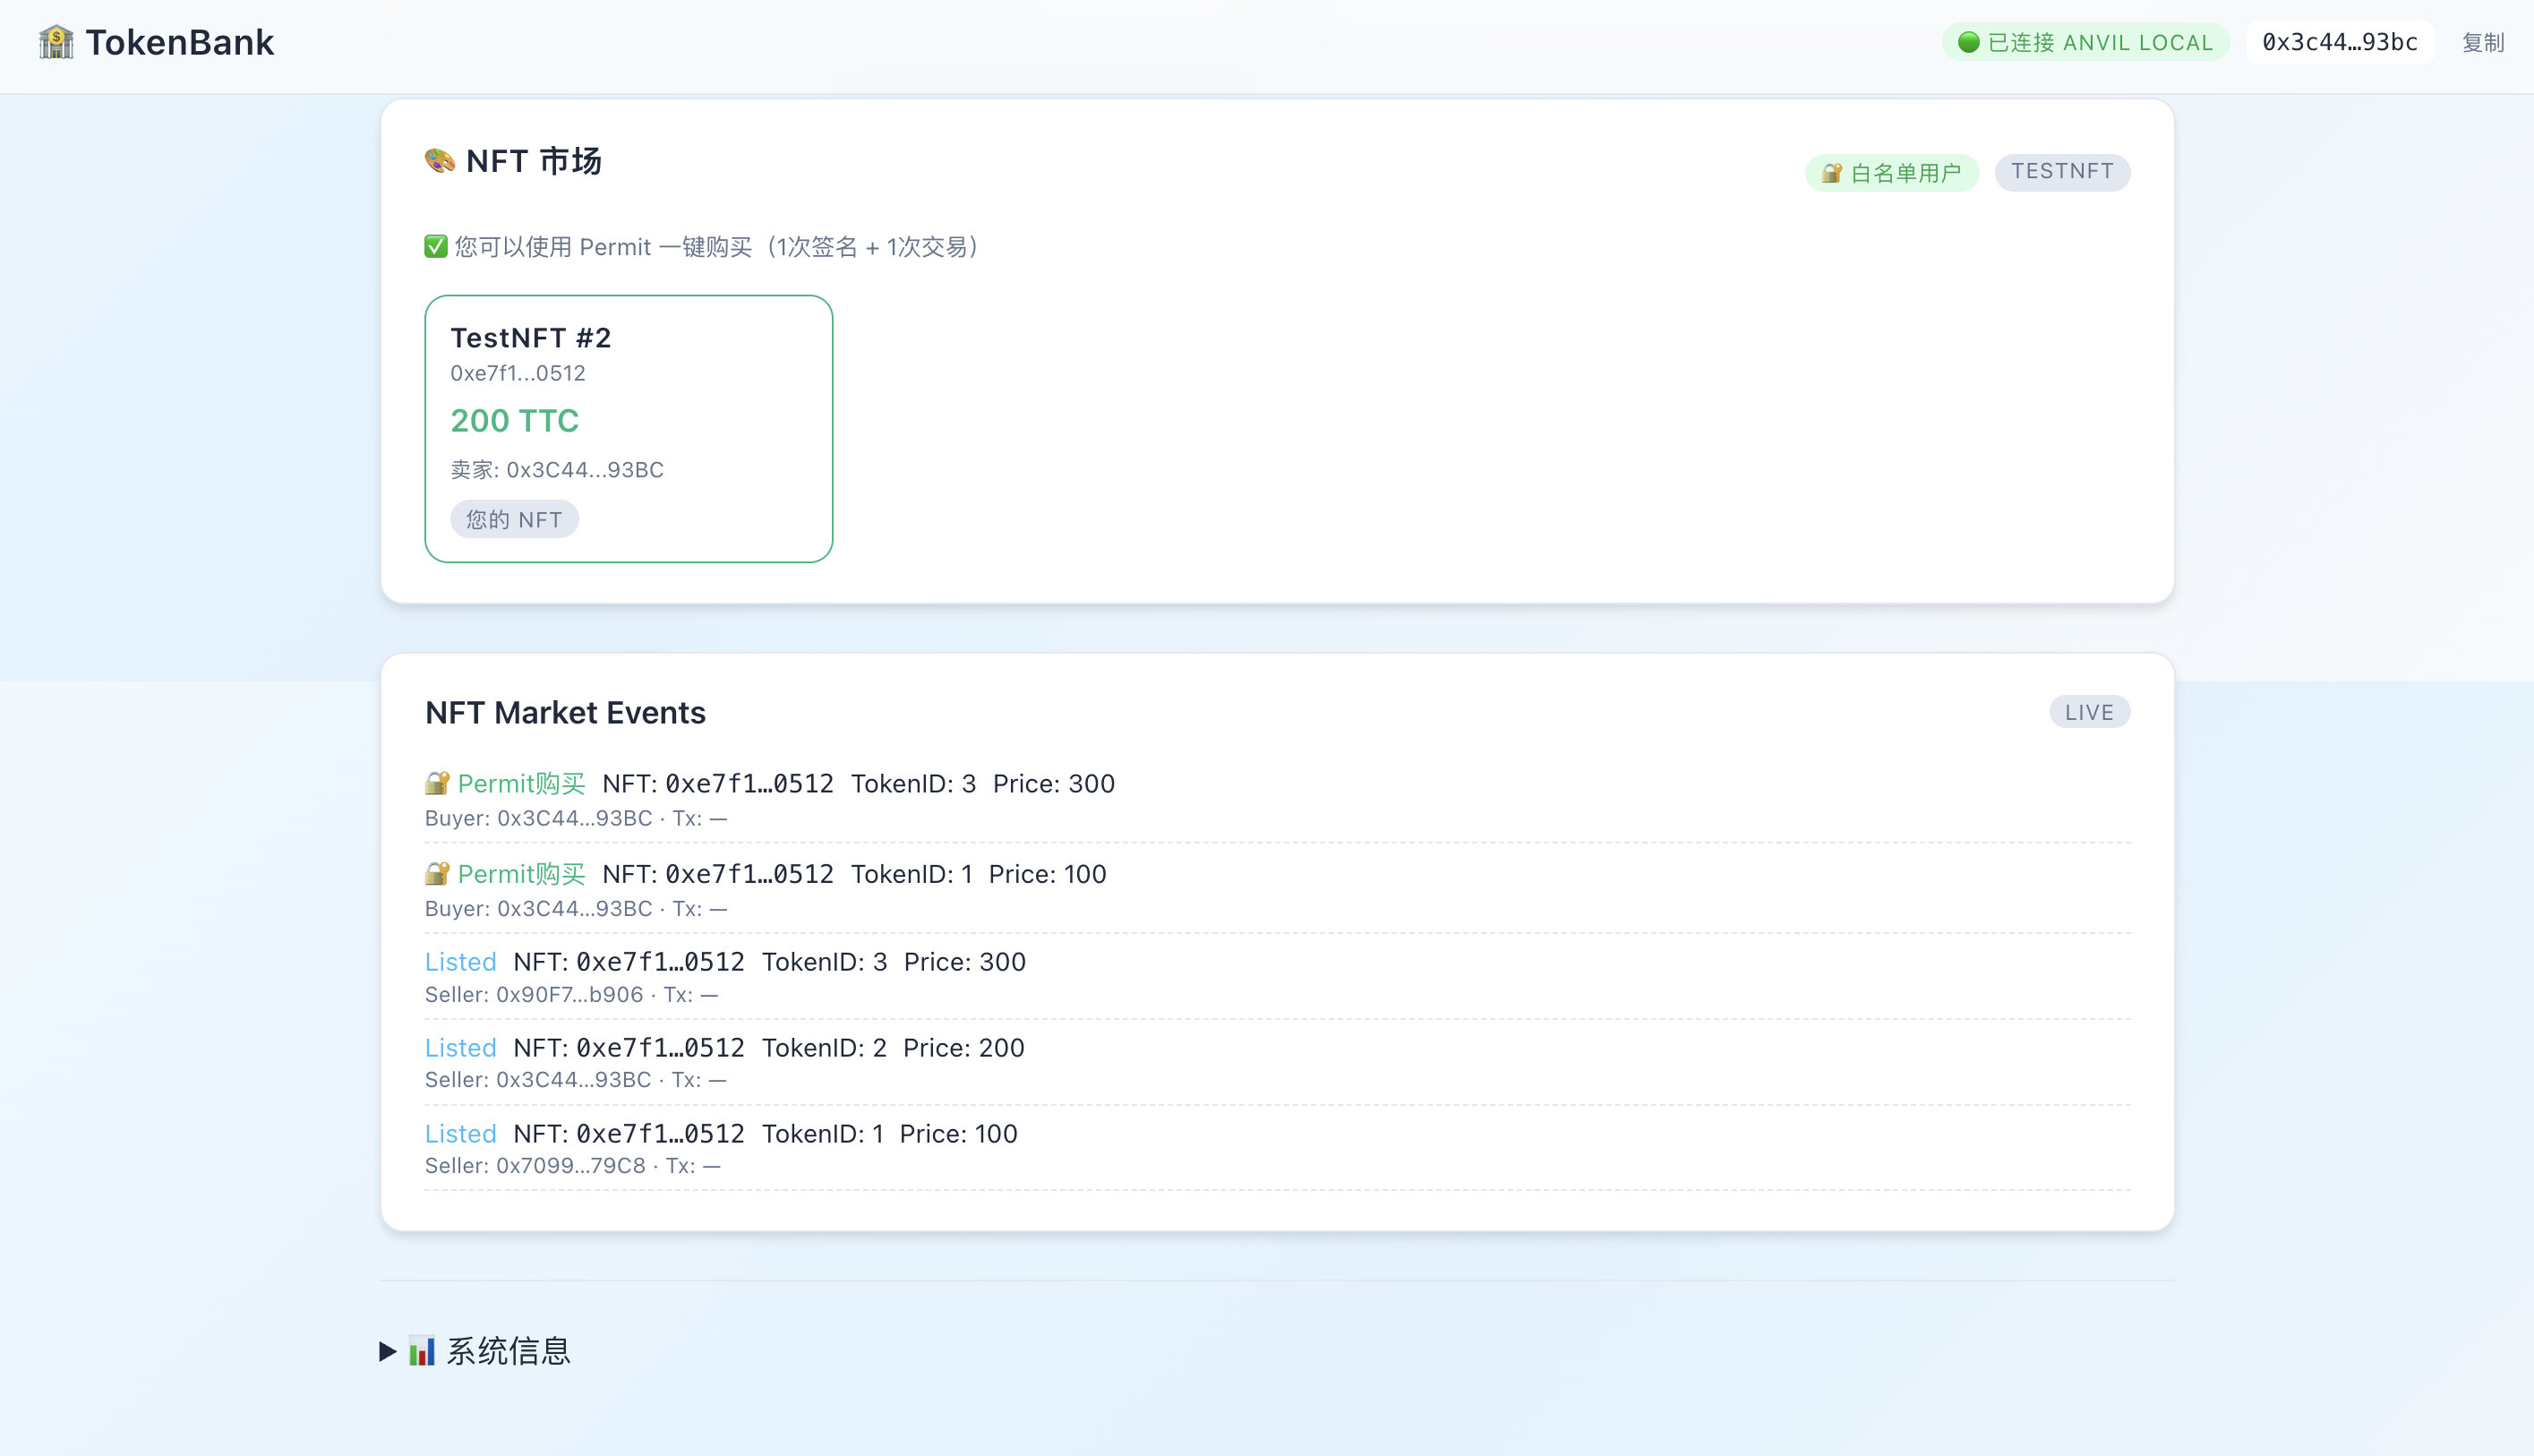 🏦 TokenBank
🟢 已连接 ANVIL LOCAL
0x3c44…93bc
复制
🎨 NFT 市场
🔐 白名单用户
TESTNFT
✅ 您可以使用 Permit 一键购买（1次签名 + 1次交易）
TestNFT #2
0xe7f1...0512
200 TTC
卖家: 0x3C44...93BC
您的 NFT
NFT Market Events
LIVE
🔐 Permit购买 NFT: 0xe7f1…0512 TokenID: 3 Price: 300
Buyer: 0x3C44…93BC · Tx: —
🔐 Permit购买 NFT: 0xe7f1…0512 TokenID: 1 Price: 100
Buyer: 0x3C44…93BC · Tx: —
Listed NFT: 0xe7f1…0512 TokenID: 3 Price: 300
Seller: 0x90F7…b906 · Tx: —
Listed NFT: 0xe7f1…0512 TokenID: 2 Price: 200
Seller: 0x3C44…93BC · Tx: —
Listed NFT: 0xe7f1…0512 TokenID: 1 Price: 100
Seller: 0x7099…79C8 · Tx: —
▶ 📊 系统信息